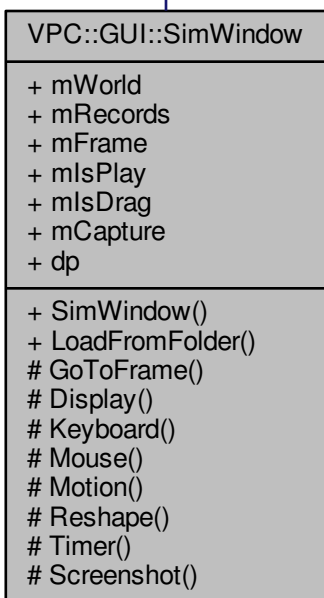 VPC::GUI::SimWindow
+ mWorld
+ mRecords
+ mFrame
+ mIsPlay
+ mIsDrag
+ mCapture
+ dp
+ SimWindow()
+ LoadFromFolder()
# GoToFrame()
# Display()
# Keyboard()
# Mouse()
# Motion()
# Reshape()
# Timer()
# Screenshot()